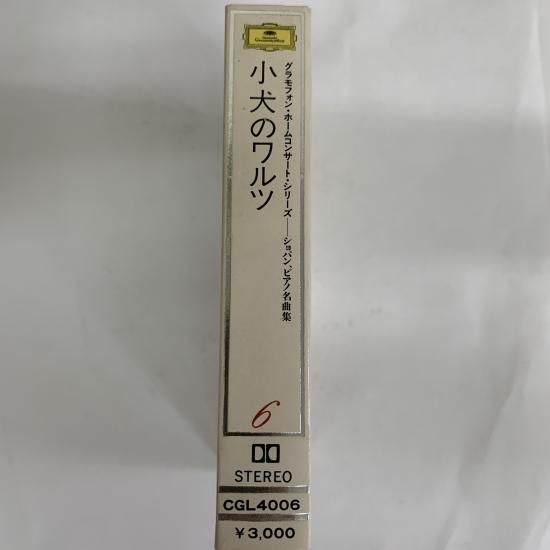 Deutsche
Grammophon
グラモフォン・ホームコンサート・シリーズ――ショパン、ピアノ名曲集
小犬のワルツ
6
STEREO
CGL4006
¥3,000